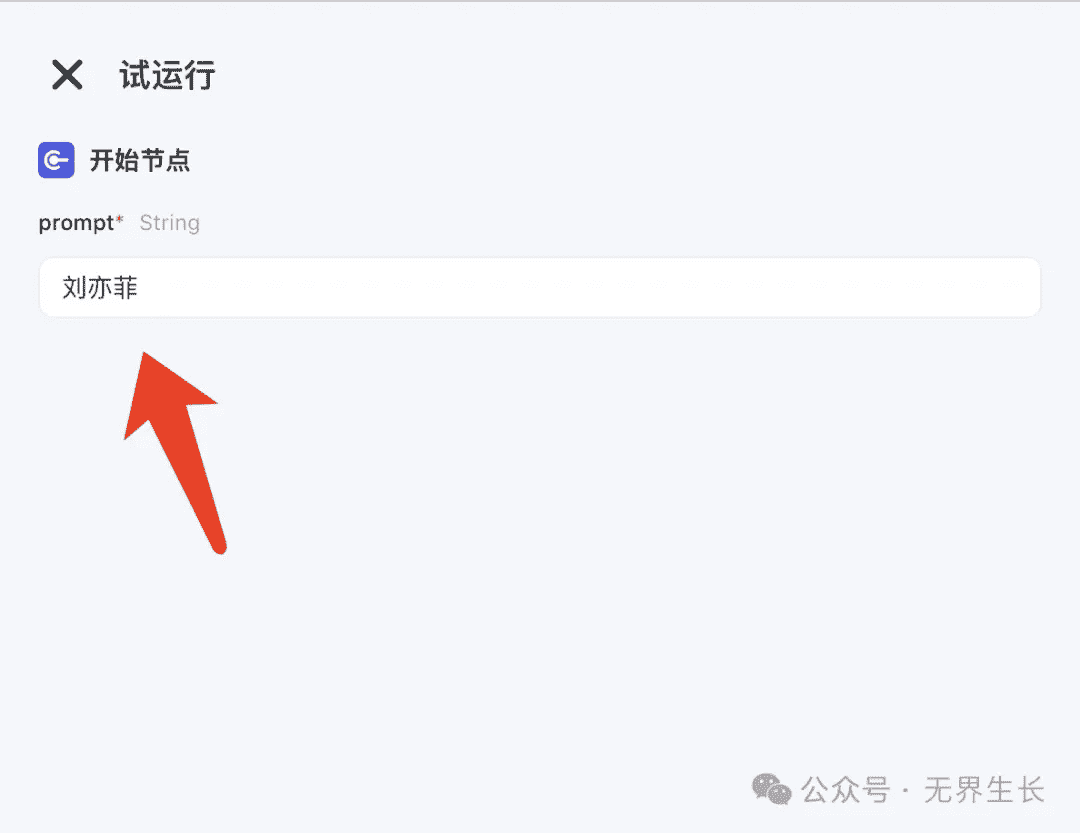 试运行
开始节点
prompt* String
刘亦菲
公众号 · 无界生长